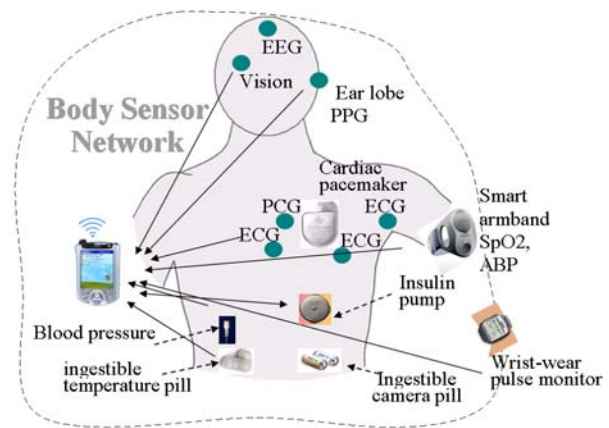 EEG
Vision
Ear lobe
PPG
Body Sensor
Network
Cardiac
pacemaker
PCG
ECG
ECG
ECG
Smart
armband
SpO2,
ABP
Insulin
pump
Blood pressure
ingestible
temperature pill
Ingestible
camera pill
Wrist-wear
pulse monitor